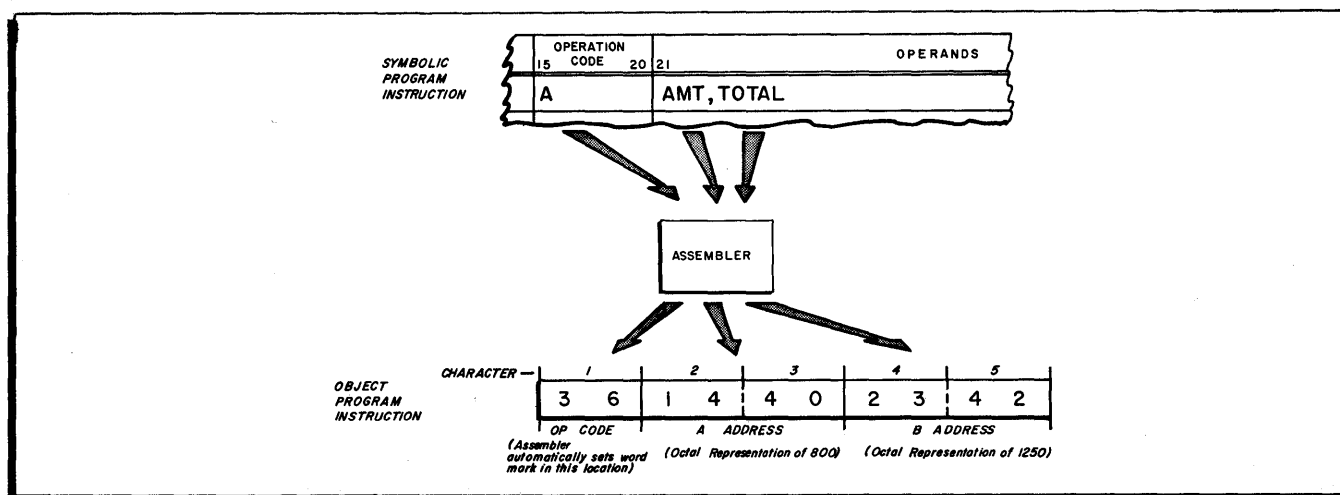 SYMBOLIC
PROGRAM
INSTRUCTION
OPERATION
CODE
15 20 21 OPERANDS
A AMT, TOTAL
ASSEMBLER
OBJECT
PROGRAM
INSTRUCTION
CHARACTER 1 2 3 4 5
3 6 1 4 4 0 2 3 4 2
OP CODE A ADDRESS B ADDRESS
(Assembler
automatically sets word
mark in this location)
(Octal Representation of 800) (Octal Representation of 1250)